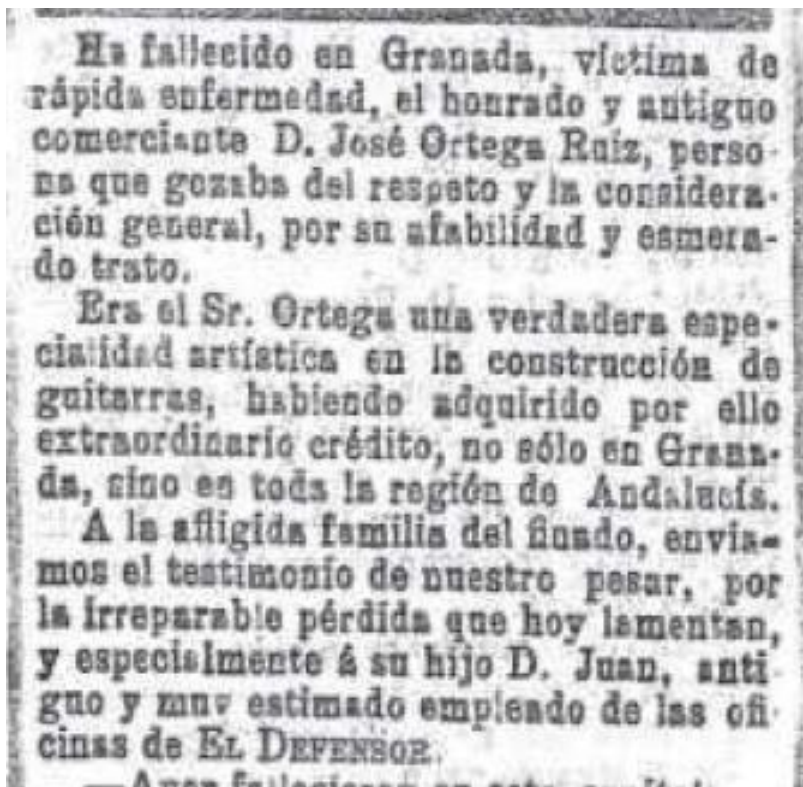 Ha fallecido en Granada, víctima de
rápida enfermedad, el honrado y antiguo
comerciante D. José Ortega Ruiz, perso-
na que gozaba del respeto y la considera-
ción general, por su afabilidad y esmera-
do trato.
Era el Sr. Ortega una verdadera espe-
cialidad artística en la construcción de
guitarras, habiendo adquirido por ello
extraordinario crédito, no sólo en Grana-
da, sino en toda la región de Andalucía.
A la afligida familia del finado, envia-
mos el testimonio de nuestro pesar, por
la irreparable pérdida que hoy lamentan,
y especialmente á su hijo D. Juan, anti-
guo y muy estimado empleado de las ofi-
cinas de EL DEFENSOR.
—Ayer fallecieron en esta